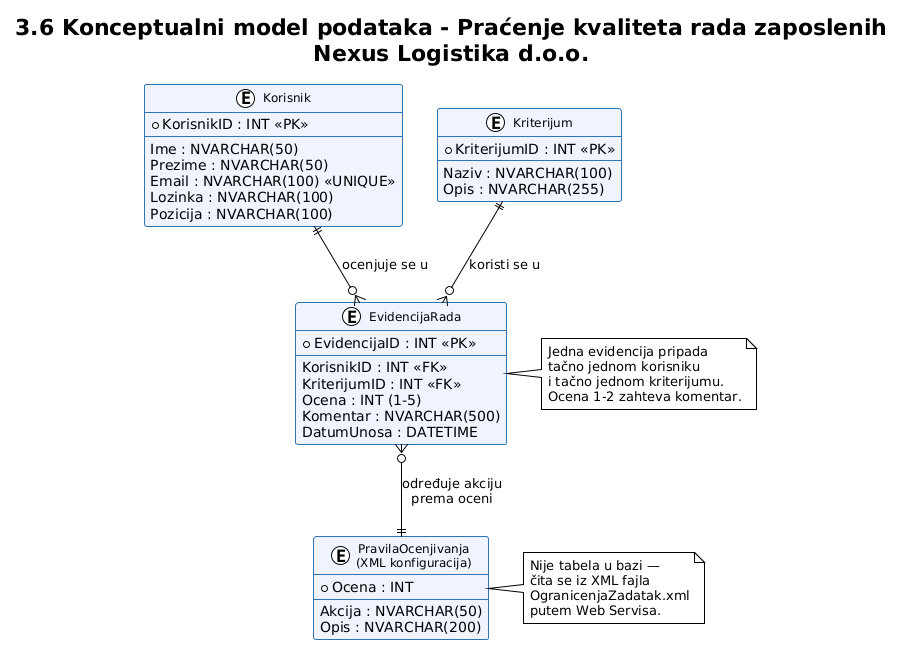 3.6 Konceptualni model podataka - Praćenje kvaliteta rada zaposlenih
Nexus Logistika d.o.o.
E Korisnik
KorisnikID : INT «PK»
Ime : NVARCHAR(50)
Prezime : NVARCHAR(50)
Email : NVARCHAR(100) «UNIQUE»
Lozinka : NVARCHAR(100)
Pozicija : NVARCHAR(100)
E Kriterijum
KriterijumID : INT «PK»
Naziv : NVARCHAR(100)
Opis : NVARCHAR(255)
ocenjuje se u
koristi se u
E EvidencijaRada
EvidencijaID : INT «PK»
KorisnikID : INT «FK»
KriterijumID : INT «FK»
Ocena : INT (1-5)
Komentar : NVARCHAR(500)
DatumUnosa : DATETIME
Jedna evidencija pripada
tačno jednom korisniku
i tačno jednom kriterijumu.
Ocena 1-2 zahteva komentar.
određuje akciju
prema oceni
E PravilaOcenjivanja
(XML konfiguracija)
Ocena : INT
Akcija : NVARCHAR(50)
Opis : NVARCHAR(200)
Nije tabela u bazi —
čita se iz XML fajla
OgranicenjaZadatak.xml
putem Web Servisa.